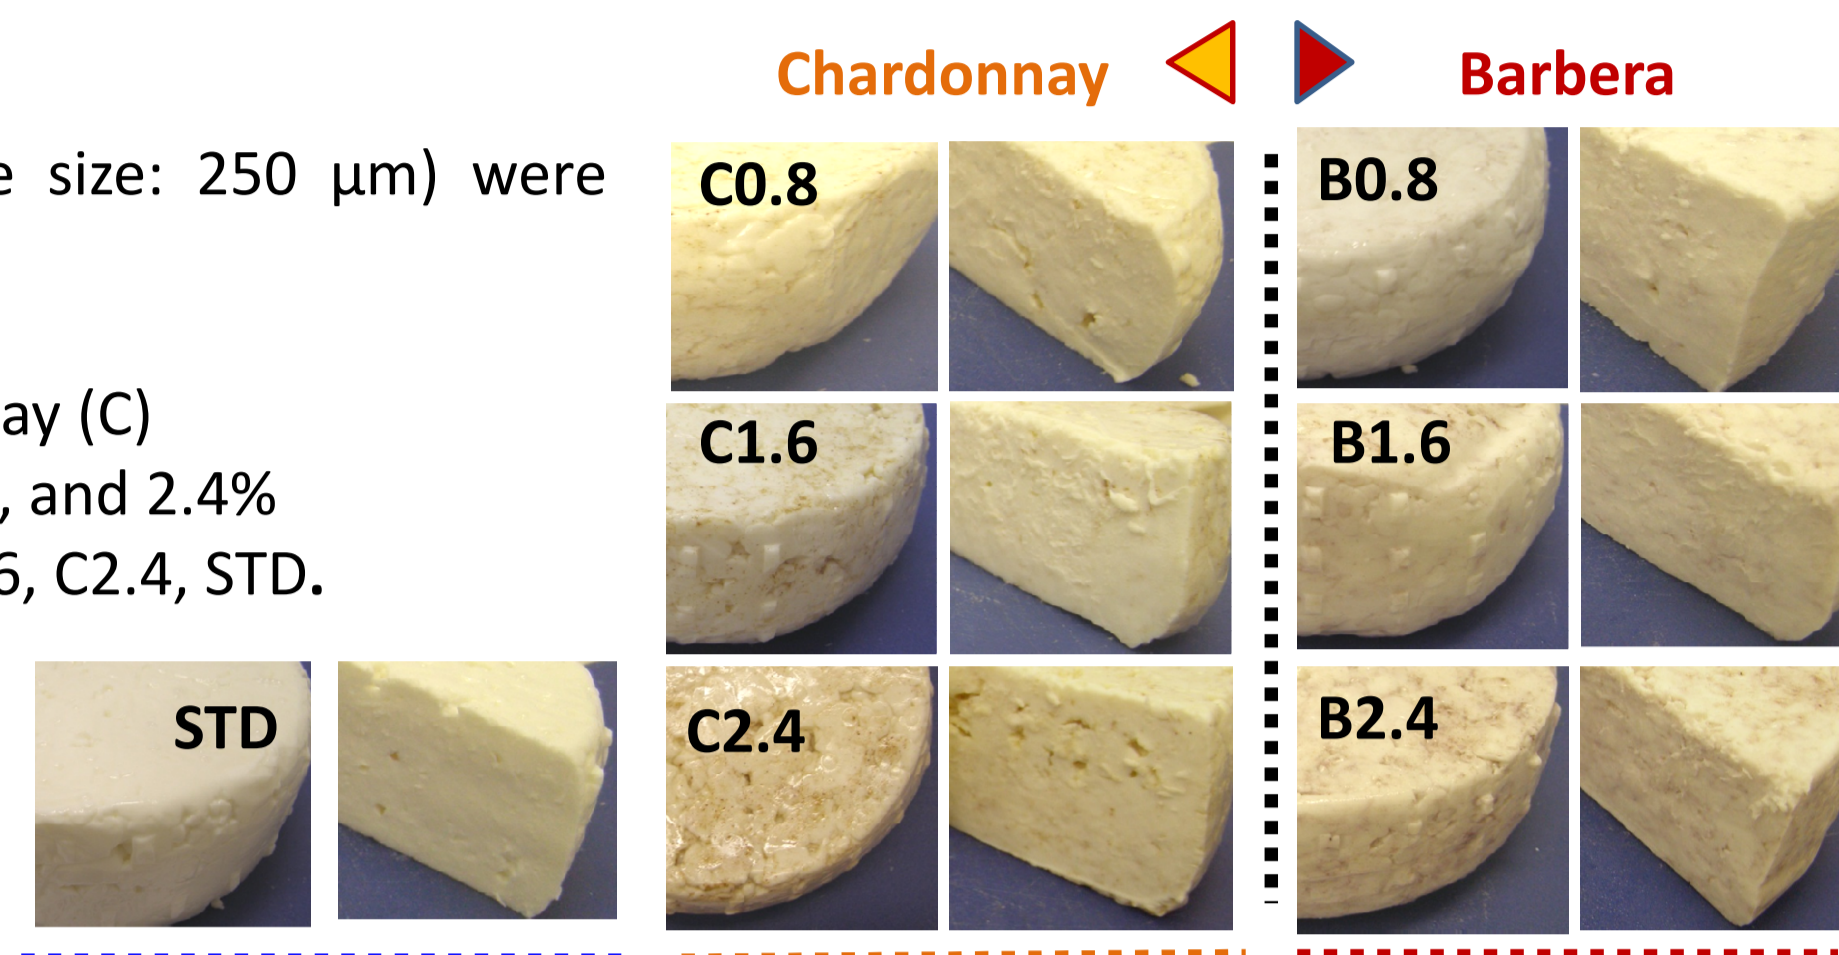 Chardonnay
Barbera
size: 250 µm) were
ay (C)
, and 2.4%
6, C2.4, STD.
STD
C0.8
B0.8
C1.6
B1.6
C2.4
B2.4